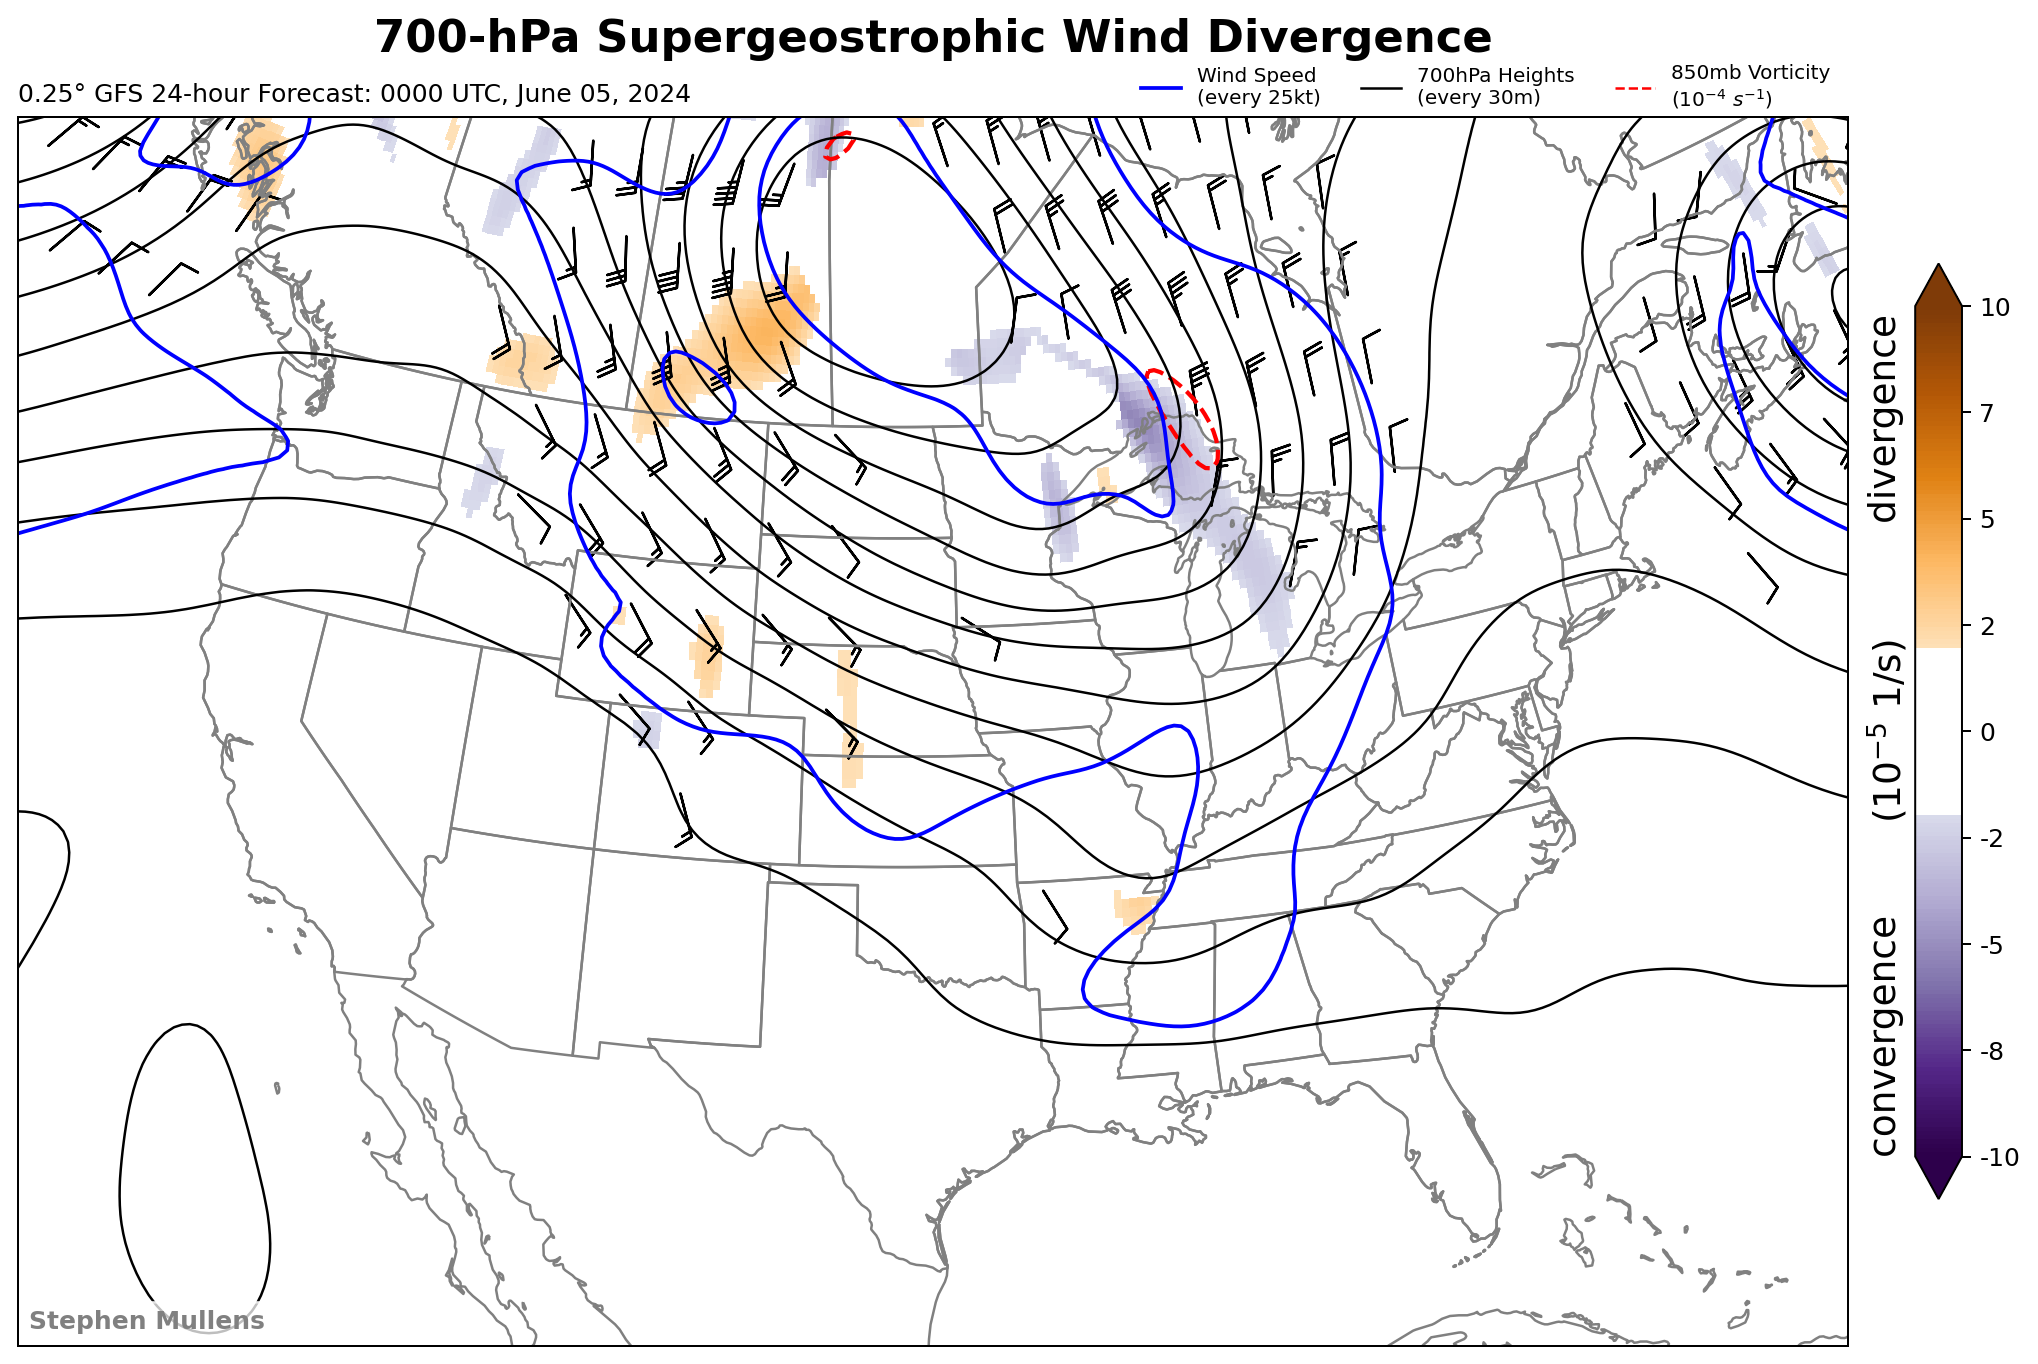 700-hPa Supergeostrophic Wind Divergence
0.25° GFS 24-hour Forecast: 0000 UTC, June 05, 2024
Wind Speed
(every 25kt)
700hPa Heights
(every 30m)
850mb Vorticity
(10⁻⁴ s⁻¹)
10
7
5
2
0
-2
-5
-8
-10
convergence (10⁻⁵ 1/s) divergence
Stephen Mullens